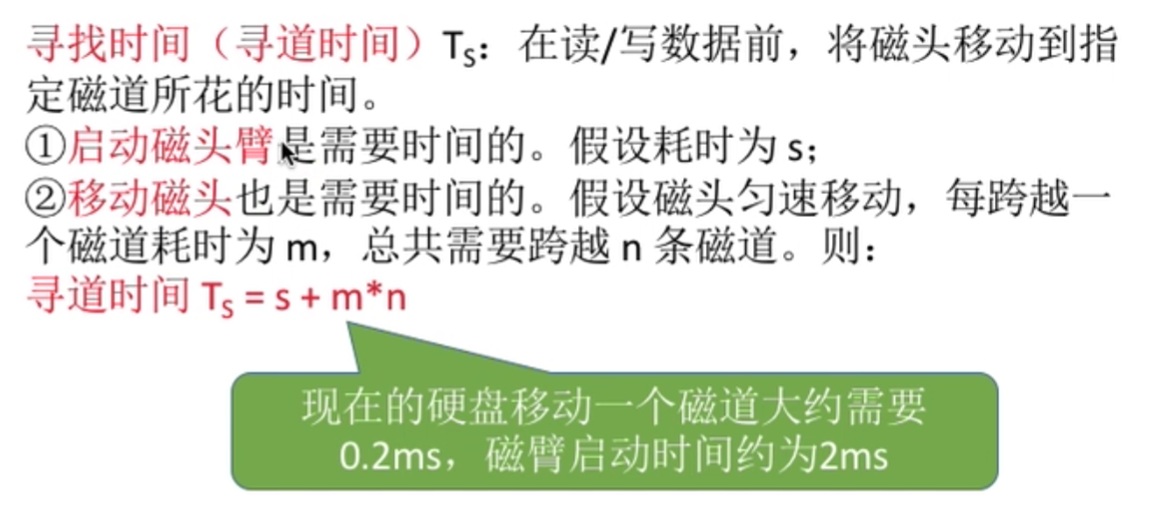 寻找时间（寻道时间）TS：在读/写数据前，将磁头移动到指
定磁道所花的时间。
①启动磁头臂是需要时间的。假设耗时为 s；
②移动磁头也是需要时间的。假设磁头匀速移动，每跨越一
个磁道耗时为 m，总共需要跨越 n 条磁道。则：
寻道时间 TS = s + m*n
现在的硬盘移动一个磁道大约需要
0.2ms，磁臂启动时间约为2ms